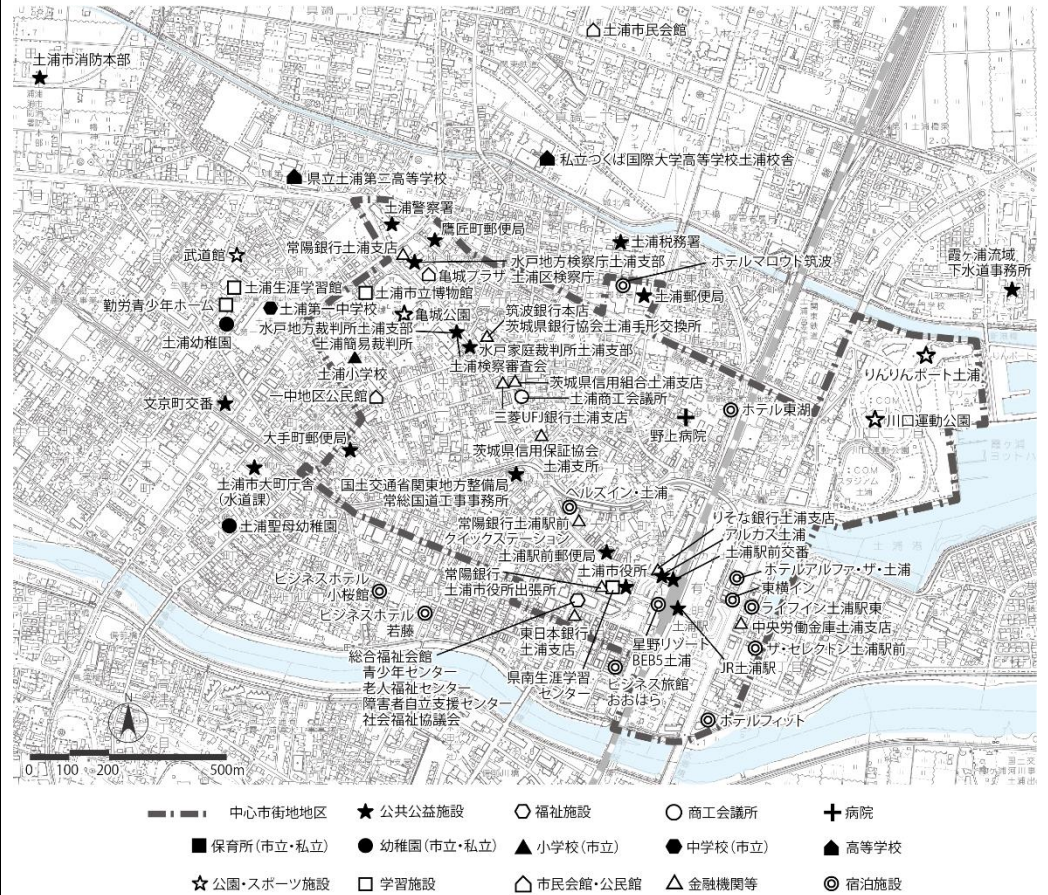 土浦市民会館
土浦市消防本部
私立つくば国際大学高等学校土浦校舎
県立土浦第二高等学校
土浦警察署
鷹匠町郵便局
土浦税務署
霞ヶ浦流域
下水道事務所
常陽銀行土浦支店
水戸地方検察庁土浦支部
土浦区検察庁
ホテルマロウド筑波
武道館
亀城プラザ
土浦生涯学習館
土浦市立博物館
土浦郵便局
勤労青少年ホーム
土浦第一中学校
亀城公園
筑波銀行本店
茨城県銀行協会土浦手形交換所
土浦幼稚園
水戸地方裁判所土浦支部
土浦簡易裁判所
水戸家庭裁判所土浦支部
土浦検察審査会
りんりんポート土浦
土浦小学校
茨城県信用組合土浦支店
土浦商工会議所
一中地区公民館
三菱UFJ銀行土浦支店
文京町交番
ホテル東湖
川口運動公園
野上病院
大手町郵便局
茨城県信用保証協会
土浦支所
土浦市大町庁舎
(水道課)
国土交通省関東地方整備局
常総国道工事事務所
ベルズイン・土浦
土浦聖母幼稚園
常陽銀行土浦駅前
クイックステーション
りそな銀行土浦支店
アルカス土浦
土浦駅前交番
土浦駅前郵便局
土浦市役所
ホテルアルファ・ザ・土浦
東横イン
ビジネスホテル
小桜館
常陽銀行
土浦市役所出張所
ライフイン土浦駅東
ビジネスホテル
若藤
中央労働金庫土浦支店
東日本銀行
土浦支店
星野リゾート
BEB5土浦
ザ・セレクトン土浦駅前
JR土浦駅
総合福祉会館
青少年センター
老人福祉センター
障害者自立支援センター
社会福祉協議会
県南生涯学習
センター
ビジネス旅館
おおはら
ホテルフィット
N
0 100 200 500m
中心市街地地区 公共公益施設 福祉施設 商工会議所 病院
保育所(市立・私立) 幼稚園(市立・私立) 小学校(市立) 中学校(市立) 高等学校
公園・スポーツ施設 学習施設 市民会館・公民館 金融機関等 宿泊施設